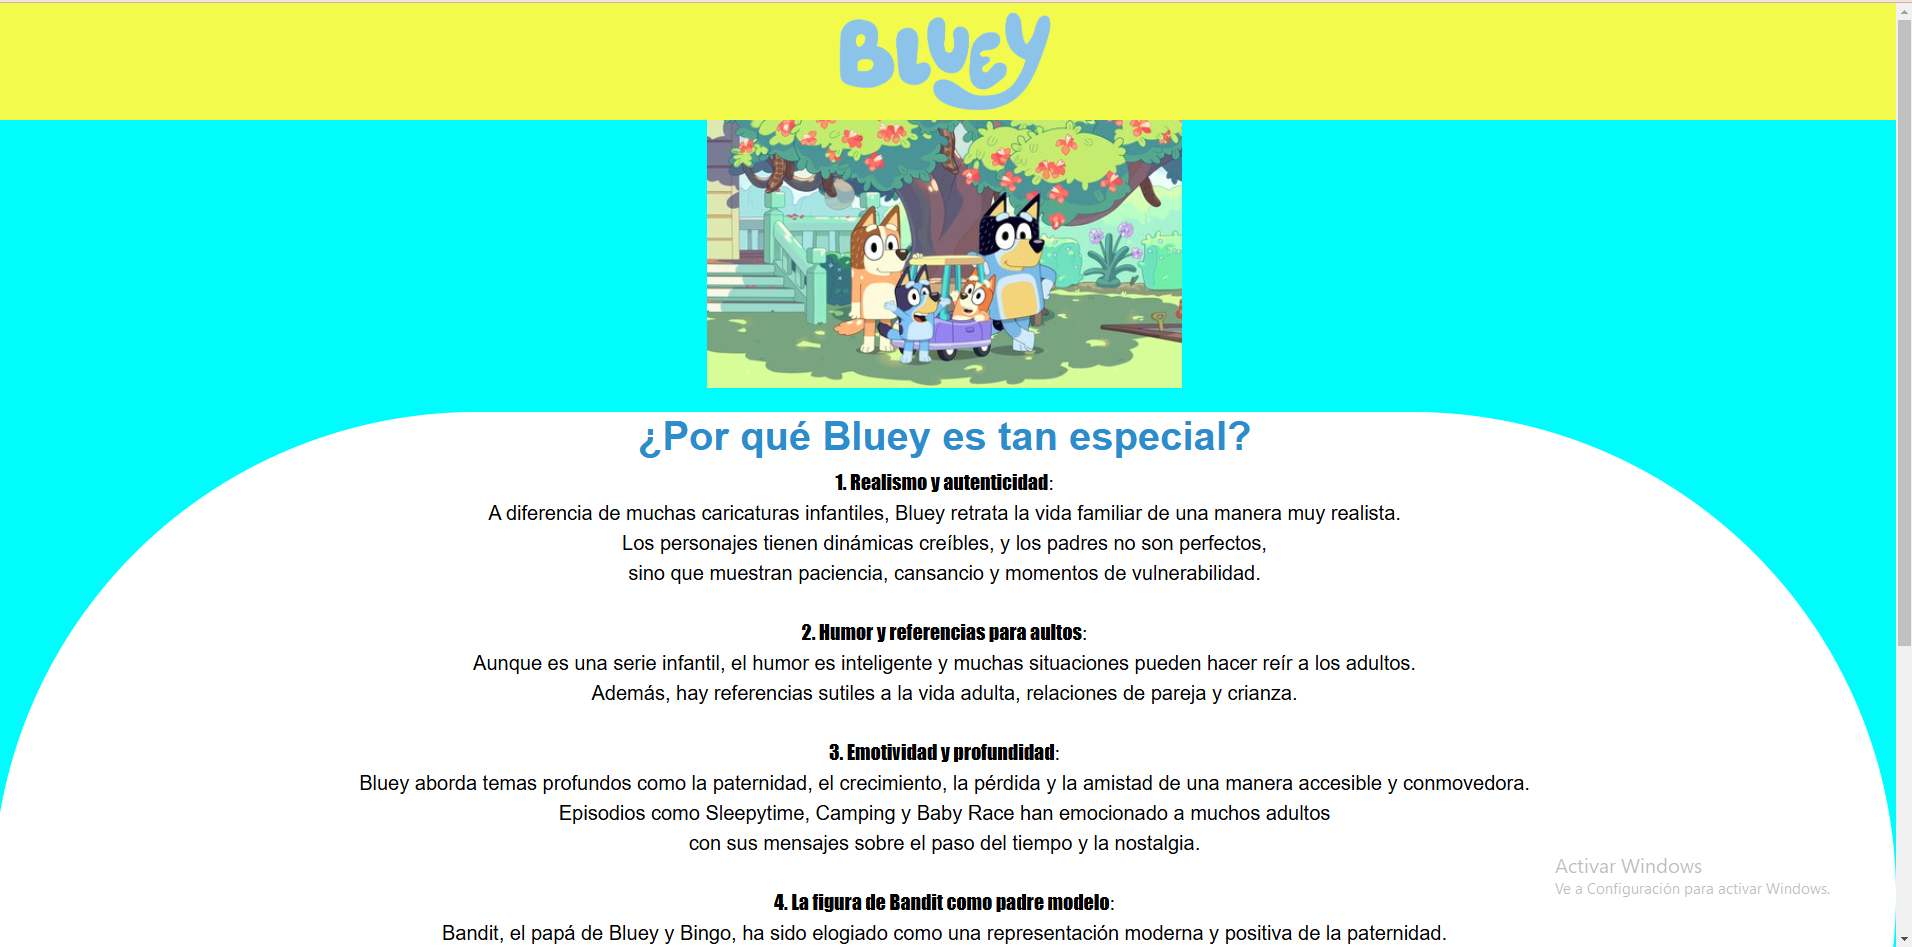 BLUEY
¿Por qué Bluey es tan especial?
1. Realismo y autenticidad:
A diferencia de muchas caricaturas infantiles, Bluey retrata la vida familiar de una manera muy realista.
Los personajes tienen dinámicas creíbles, y los padres no son perfectos,
sino que muestran paciencia, cansancio y momentos de vulnerabilidad.
2. Humor y referencias para aultos:
Aunque es una serie infantil, el humor es inteligente y muchas situaciones pueden hacer reír a los adultos.
Además, hay referencias sutiles a la vida adulta, relaciones de pareja y crianza.
3. Emotividad y profundidad:
Bluey aborda temas profundos como la paternidad, el crecimiento, la pérdida y la amistad de una manera accesible y conmovedora.
Episodios como Sleepytime, Camping y Baby Race han emocionado a muchos adultos
con sus mensajes sobre el paso del tiempo y la nostalgia.
4. La figura de Bandit como padre modelo:
Bandit, el papá de Bluey y Bingo, ha sido elogiado como una representación moderna y positiva de la paternidad.
Activar Windows
Ve a Configuración para activar Windows.